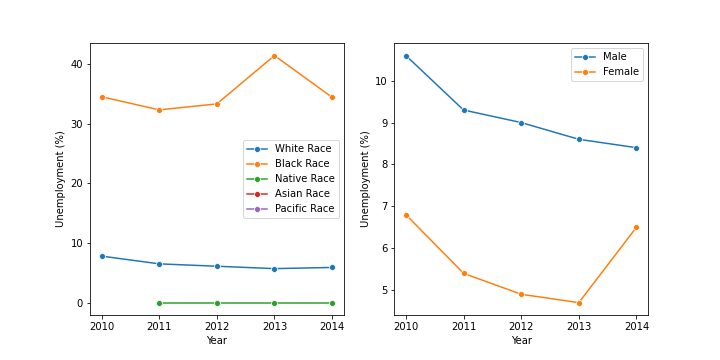 40
30
20
10
0
Unemployment (%)
White Race
Black Race
Native Race
Asian Race
Pacific Race
2010 2011 2012 2013 2014
Year
10
9
8
7
6
5
Unemployment (%)
Male
Female
2010 2011 2012 2013 2014
Year